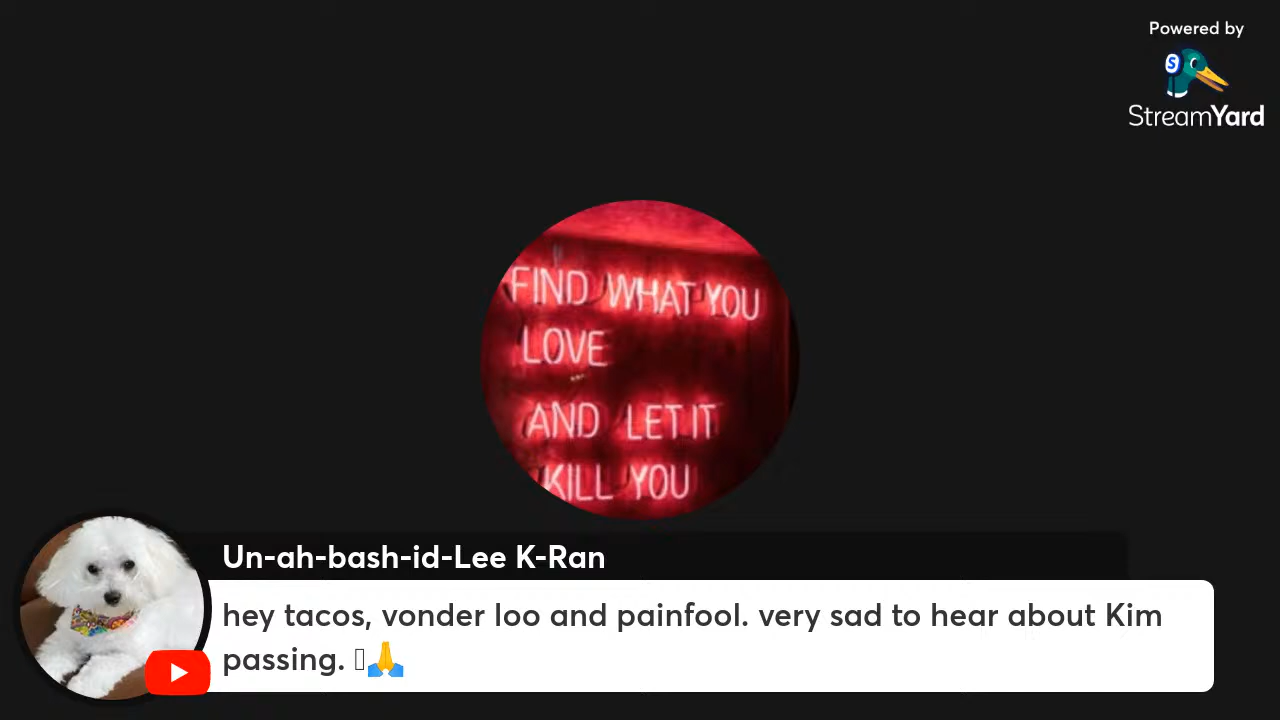 Powered by
StreamYard
FIND WHAT YOU
LOVE
AND LET IT
KILL YOU
Un-ah-bash-id-Lee K-Ran
hey tacos, vonder loo and painfool. very sad to hear about Kim
passing. 🙏